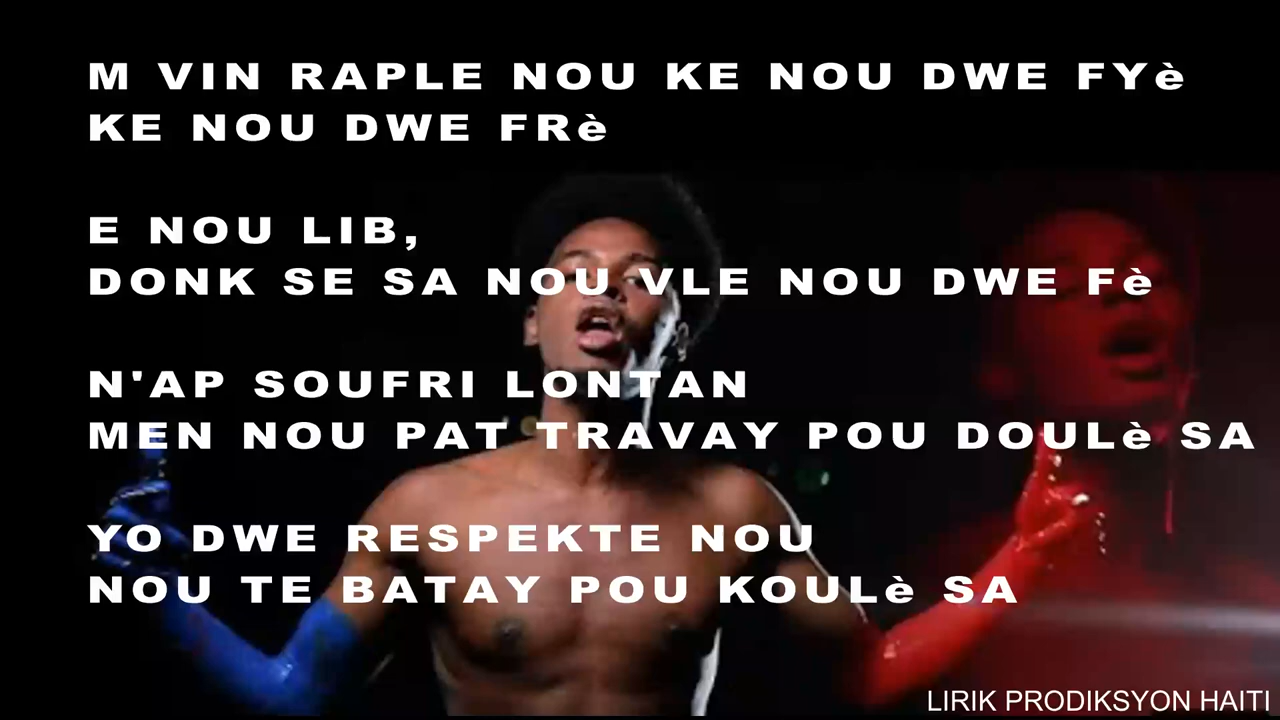 M VIN RAPLE NOU KE NOU DWE FYè
KE NOU DWE FRè
E NOU LIB,
DONK SE SA NOU VLE NOU DWE Fè
N'AP SOUFRI LONTAN
MEN NOU PAT TRAVAY POU DOULè SA
YO DWE RESPEKTE NOU
NOU TE BATAY POU KOULè SA
LIRIK PRODIKSYON HAITI